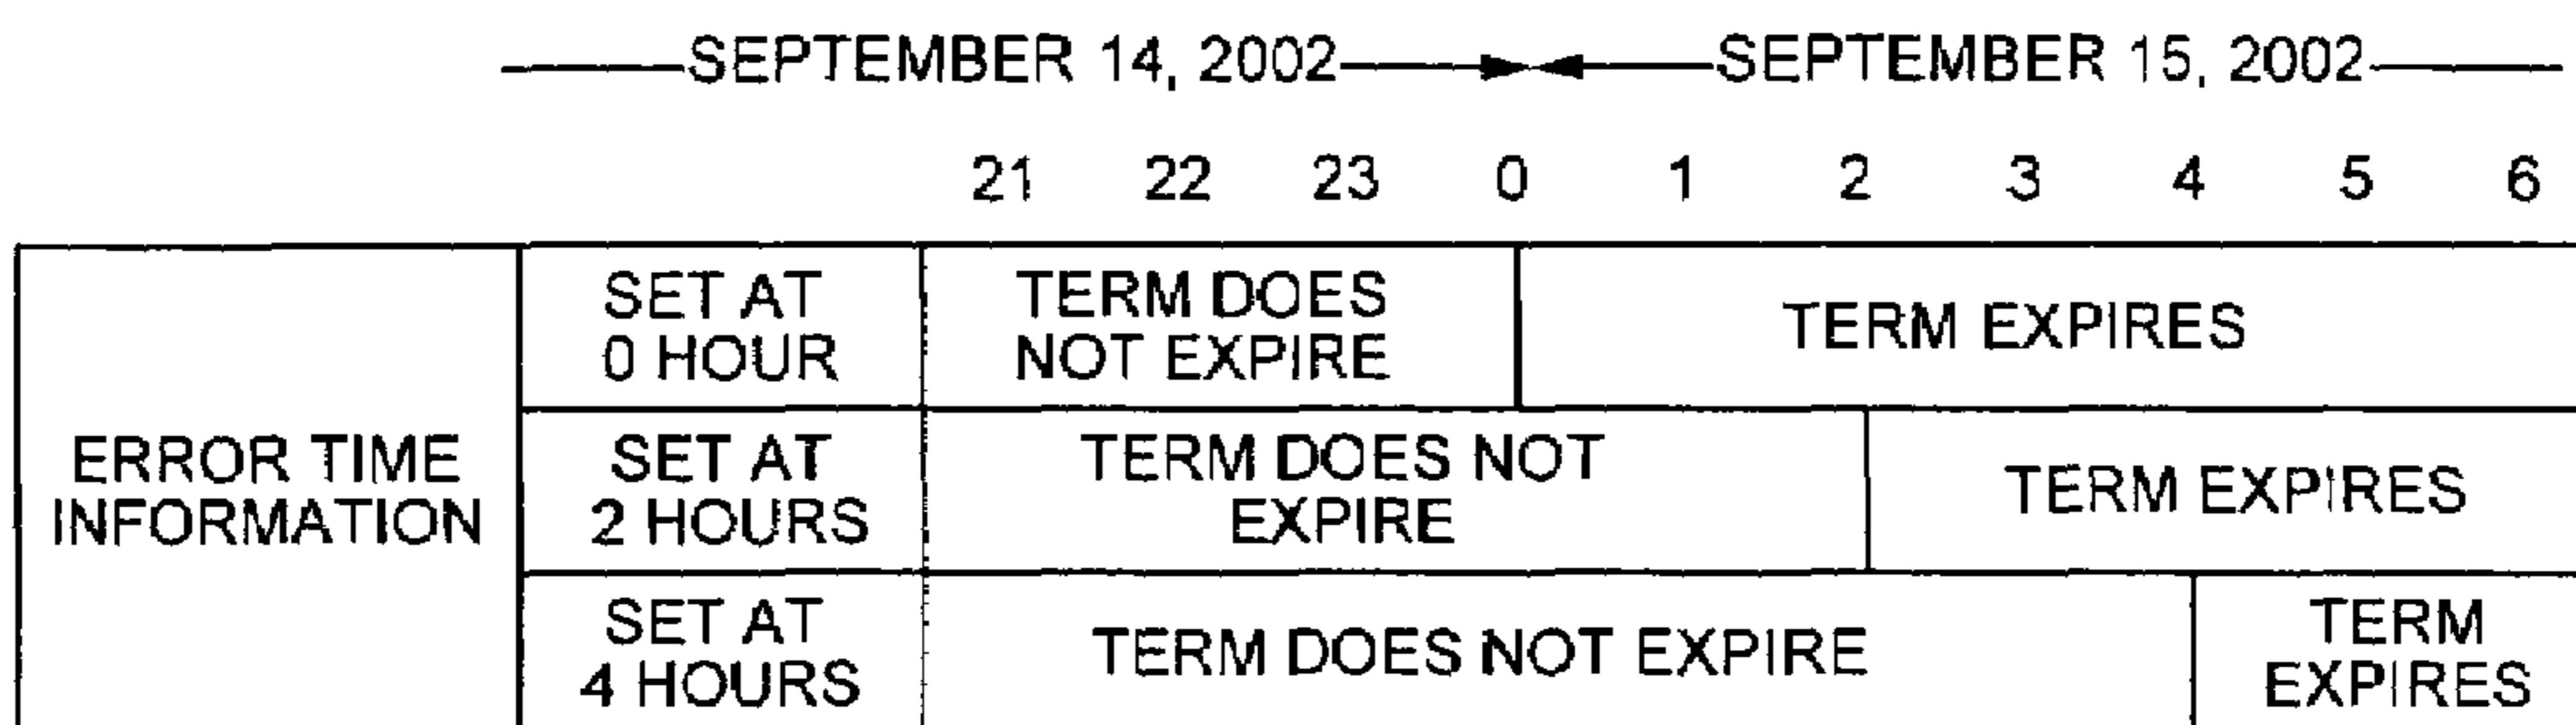 SEPTEMBER 14, 2002 SEPTEMBER 15, 2002
21 22 23 0 1 2 3 4 5 6
ERROR TIME
INFORMATION
SET AT
0 HOUR
TERM DOES
NOT EXPIRE
TERM EXPIRES
SET AT
2 HOURS
TERM DOES NOT
EXPIRE
TERM EXPIRES
SET AT
4 HOURS
TERM DOES NOT EXPIRE
TERM
EXPIRES